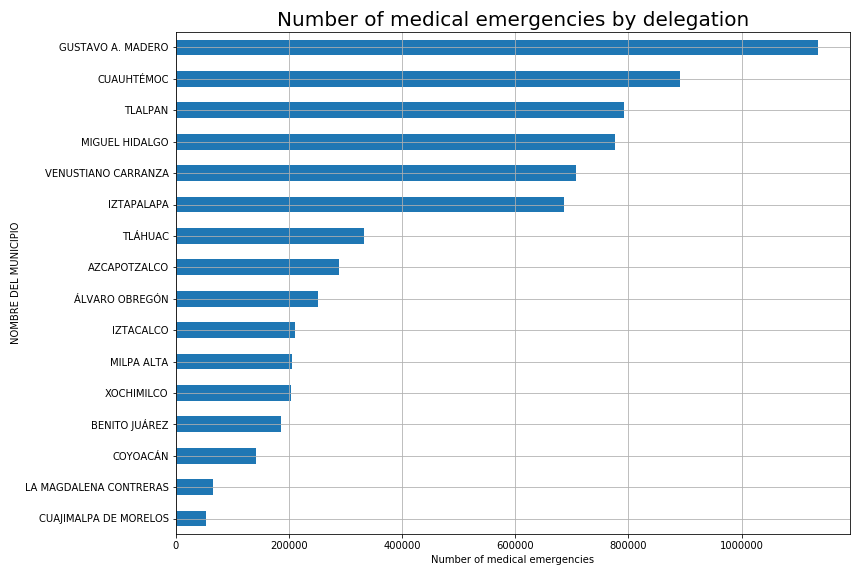 Number of medical emergencies by delegation
GUSTAVO A. MADERO
CUAUHTÉMOC
TLALPAN
MIGUEL HIDALGO
VENUSTIANO CARRANZA
IZTAPALAPA
TLÁHUAC
AZCAPOTZALCO
ÁLVARO OBREGÓN
IZTACALCO
MILPA ALTA
XOCHIMILCO
BENITO JUÁREZ
COYOACÁN
LA MAGDALENA CONTRERAS
CUAJIMALPA DE MORELOS
NOMBRE DEL MUNICIPIO
0 200000 400000 600000 800000 1000000
Number of medical emergencies